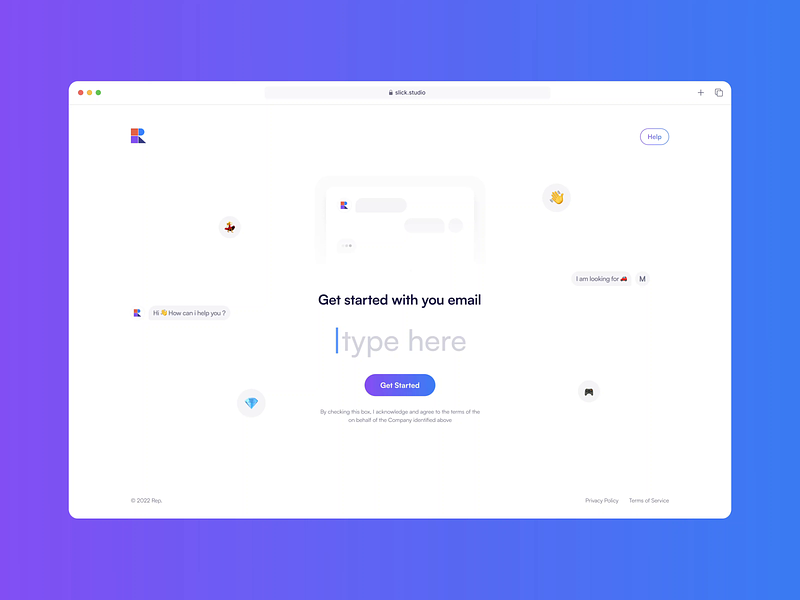 slick.studio
Help
I am looking for 🚗 M
Get started with you email
Hi 👋 How can i help you ?
type here
Get Started
By checking this box, I acknowledge and agree to the terms of the
on behalf of the Company identified above
© 2022 Rep.
Privacy Policy Terms of Service